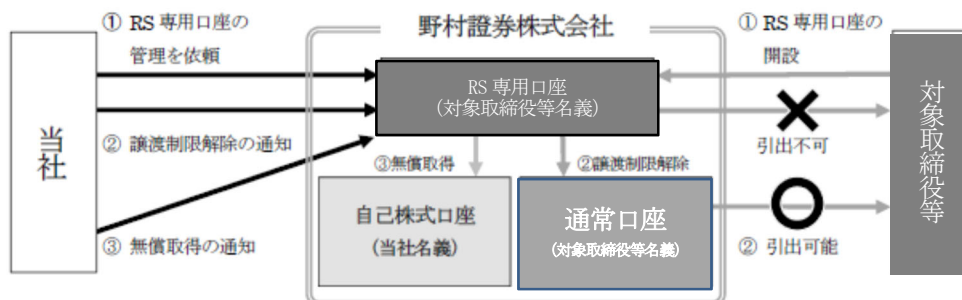 ① RS 専用口座の
管理を依頼
野村證券株式会社
① RS 専用口座の
開設
RS 専用口座
(対象取締役等名義)
当社
対象取締役等
② 譲渡制限解除の通知
引出不可
③無償取得
②譲渡制限解除
自己株式口座
(当社名義)
通常口座
(対象取締役等名義)
③ 無償取得の通知
② 引出可能